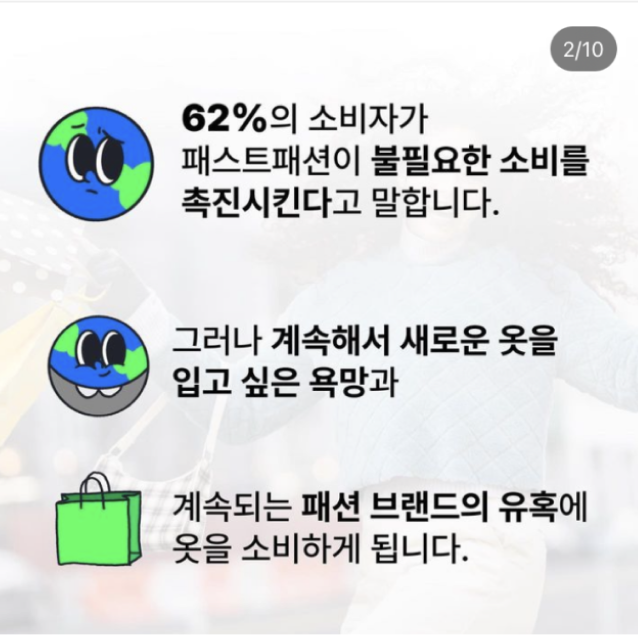 2/10
62%의 소비자가
패스트패션이 불필요한 소비를
촉진시킨다고 말합니다.
그러나 계속해서 새로운 옷을
입고 싶은 욕망과
계속되는 패션 브랜드의 유혹에
옷을 소비하게 됩니다.